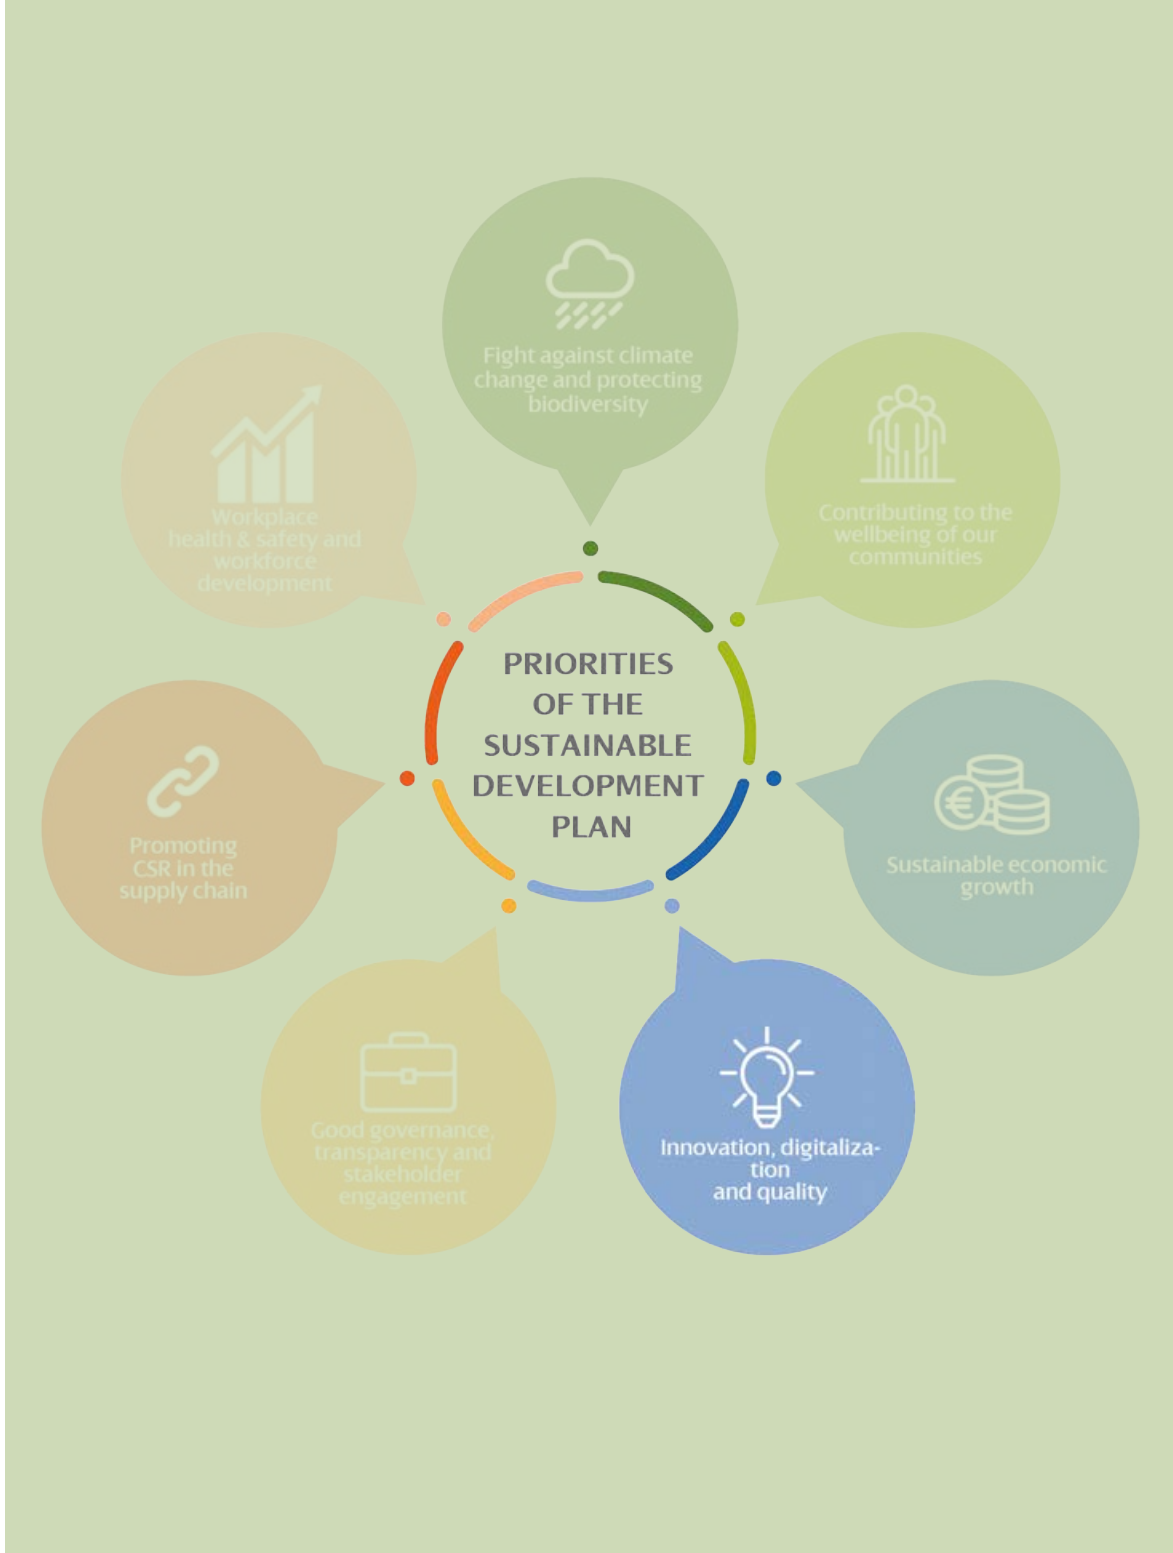 Fight against climate
change and protecting
biodiversity
Workplace
health & safety and
workforce
development
Contributing to the
wellbeing of our
communities
PRIORITIES
OF THE
SUSTAINABLE
DEVELOPMENT
PLAN
Promoting
CSR in the
supply chain
€
Sustainable economic
growth
Good governance,
transparency and
stakeholder
engagement
Innovation, digitaliza-
tion
and quality